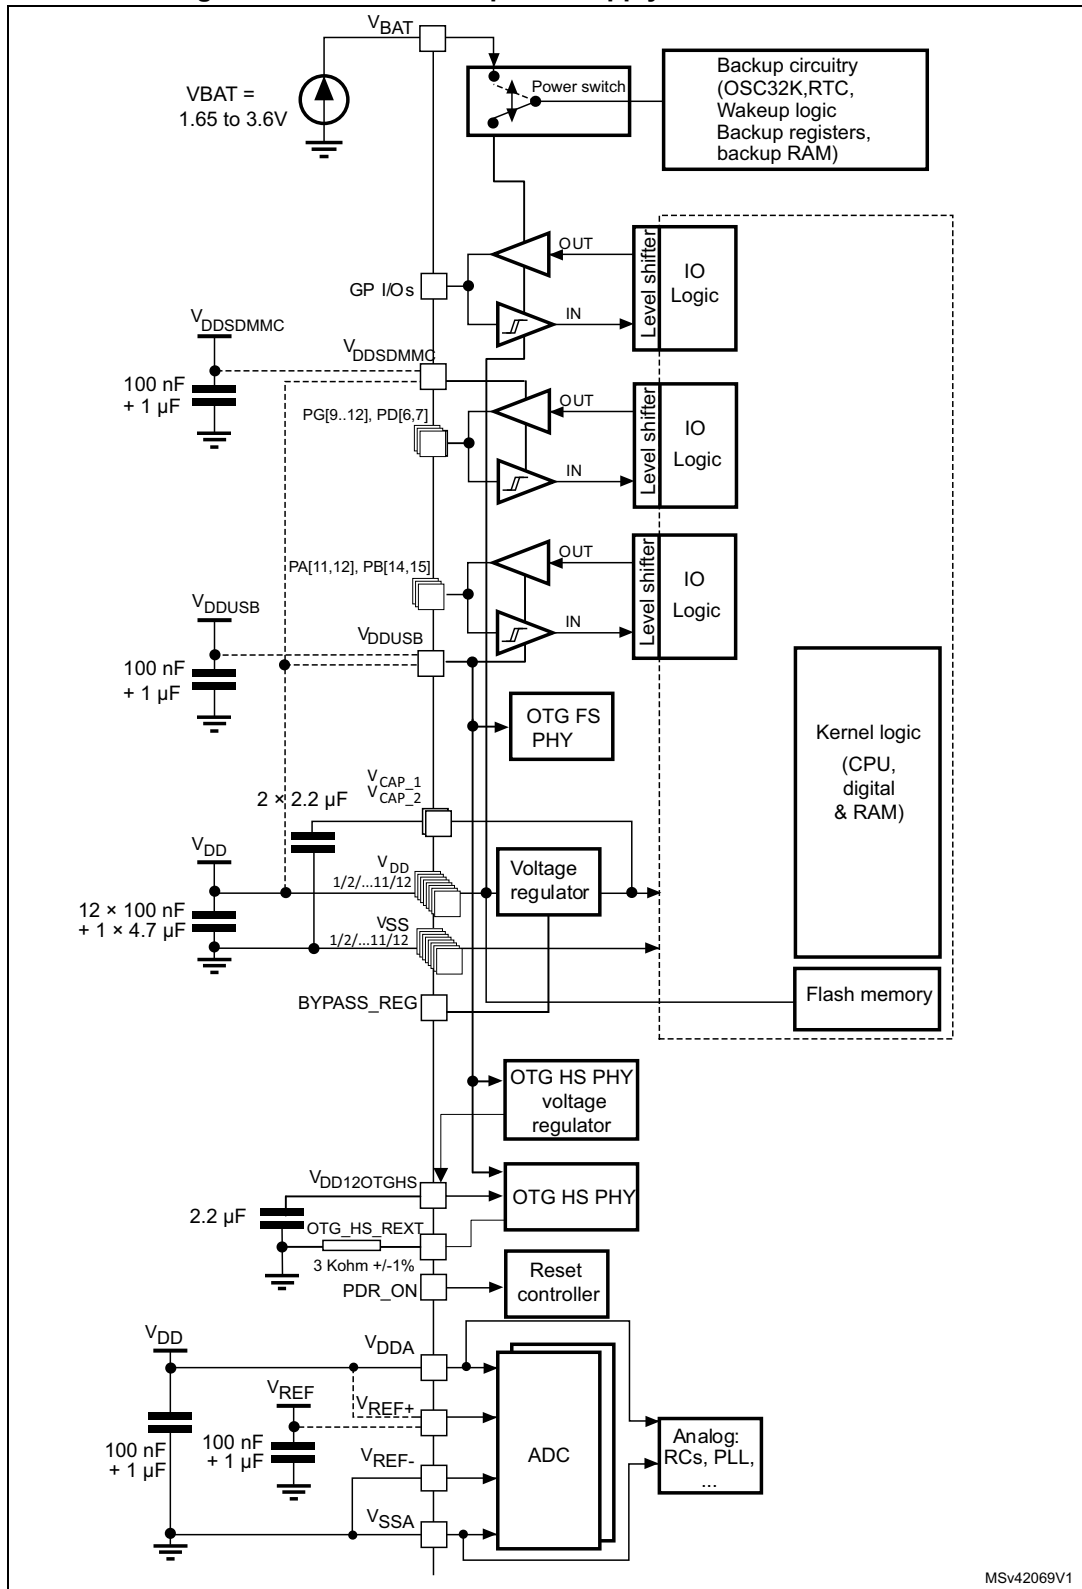 VBAT
VBAT =
1.65 to 3.6V
Power switch
Backup circuitry
(OSC32K,RTC,
Wakeup logic
Backup registers,
backup RAM)
OUT
Level shifter
IO
Logic
GP I/Os
IN
VDDSDMMC
VDDSDMMC
100 nF
+ 1 µF
PG[9..12], PD[6,7]
OUT
Level shifter
IO
Logic
IN
PA[11,12], PB[14,15]
OUT
Level shifter
IO
Logic
IN
VDDUSB
VDDUSB
100 nF
+ 1 µF
OTG FS
PHY
Kernel logic
(CPU,
digital
& RAM)
VCAP_1
VCAP_2
2 × 2.2 µF
VDD
VDD
1/2/...11/12
Voltage
regulator
12 × 100 nF
+ 1 × 4.7 µF
VSS
1/2/...11/12
BYPASS_REG
Flash memory
OTG HS PHY
voltage
regulator
VDD12OTGHS
OTG HS PHY
2.2 µF
OTG_HS_REXT
3 Kohm +/-1%
PDR_ON
Reset
controller
VDD
VDDA
VREF
VREF+
100 nF
+ 1 µF
100 nF
+ 1 µF
VREF-
ADC
Analog:
RCs, PLL,
...
VSSA
MSv42069V1